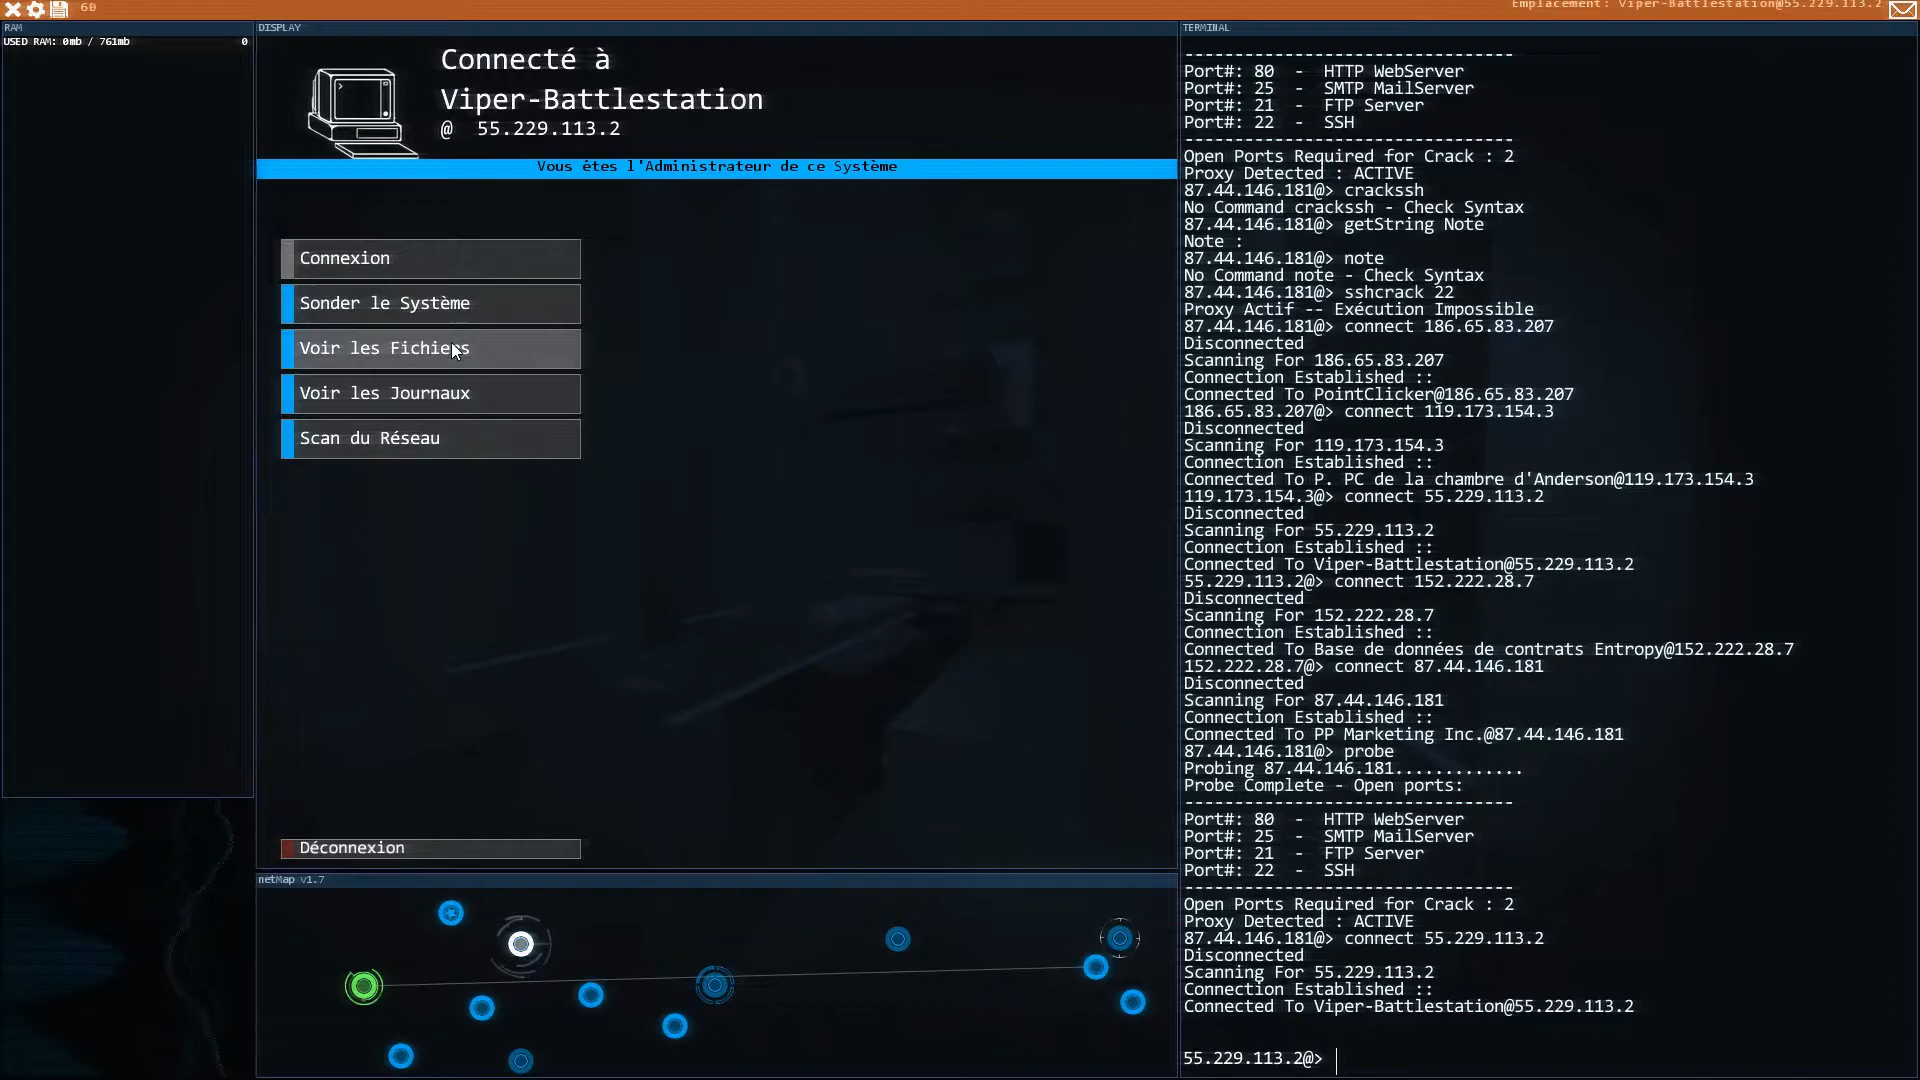 60
Emplacement: Viper-Battlestation@55.229.113.2
RAM
USED RAM: 0mb / 761mb
0
DISPLAY
Connecté à
Viper-Battlestation
@ 55.229.113.2
Vous êtes l'Administrateur de ce Système
Connexion
Sonder le Système
Voir les Fichiers
Voir les Journaux
Scan du Réseau
Déconnexion
netMap v1.7
TERMINAL
---------------------------------
Port#: 80  -  HTTP WebServer
Port#: 25  -  SMTP MailServer
Port#: 21  -  FTP Server
Port#: 22  -  SSH
---------------------------------
Open Ports Required for Crack : 2
Proxy Detected : ACTIVE
87.44.146.181@> crackssh
No Command crackssh - Check Syntax
87.44.146.181@> getString Note
Note :
87.44.146.181@> note
No Command note - Check Syntax
87.44.146.181@> sshcrack 22
Proxy Actif -- Exécution Impossible
87.44.146.181@> connect 186.65.83.207
Disconnected
Scanning For 186.65.83.207
Connection Established ::
Connected To PointClicker@186.65.83.207
186.65.83.207@> connect 119.173.154.3
Disconnected
Scanning For 119.173.154.3
Connection Established ::
Connected To P. PC de la chambre d'Anderson@119.173.154.3
119.173.154.3@> connect 55.229.113.2
Disconnected
Scanning For 55.229.113.2
Connection Established ::
Connected To Viper-Battlestation@55.229.113.2
55.229.113.2@> connect 152.222.28.7
Disconnected
Scanning For 152.222.28.7
Connection Established ::
Connected To Base de données de contrats Entropy@152.222.28.7
152.222.28.7@> connect 87.44.146.181
Disconnected
Scanning For 87.44.146.181
Connection Established ::
Connected To PP Marketing Inc.@87.44.146.181
87.44.146.181@> probe
Probing 87.44.146.181.............
Probe Complete - Open ports:
---------------------------------
Port#: 80  -  HTTP WebServer
Port#: 25  -  SMTP MailServer
Port#: 21  -  FTP Server
Port#: 22  -  SSH
---------------------------------
Open Ports Required for Crack : 2
Proxy Detected : ACTIVE
87.44.146.181@> connect 55.229.113.2
Disconnected
Scanning For 55.229.113.2
Connection Established ::
Connected To Viper-Battlestation@55.229.113.2
55.229.113.2@>